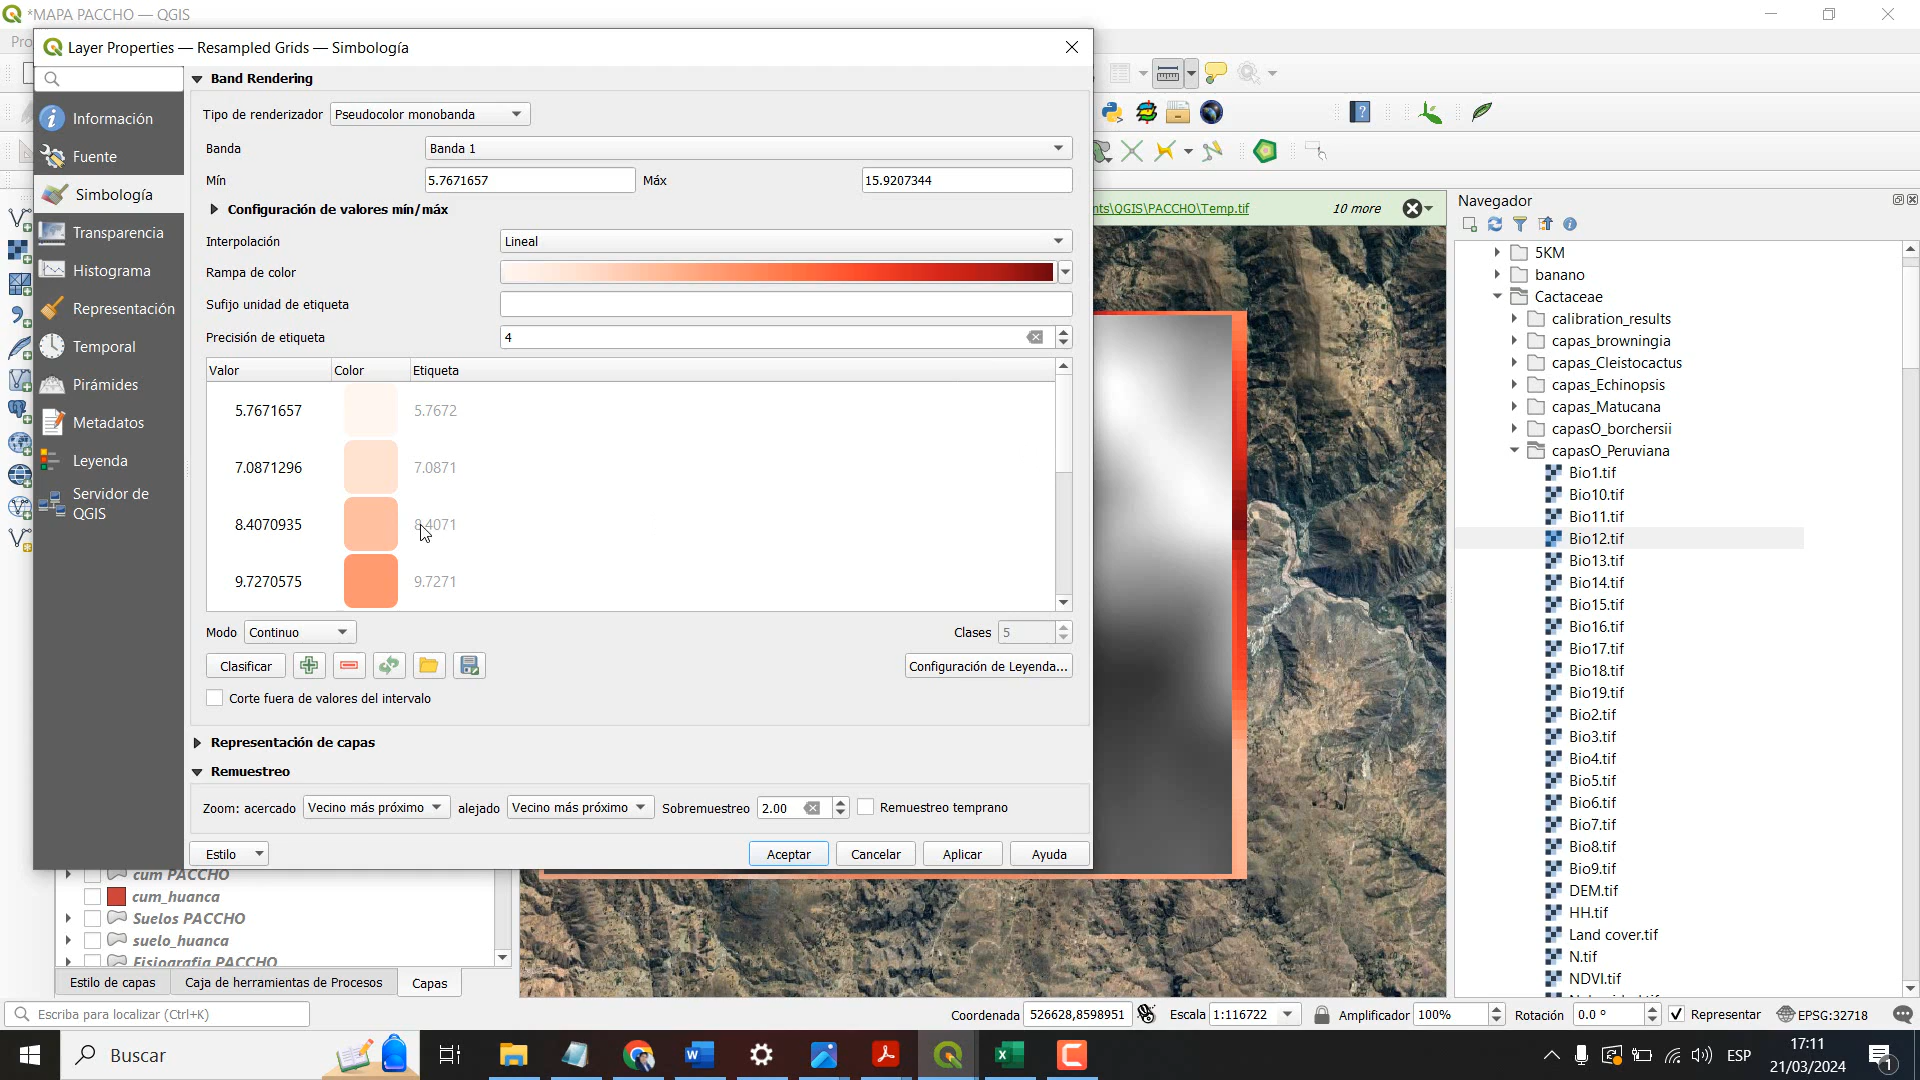 *MAPA PACCHO — QGIS
Pro
Layer Properties — Resampled Grids — Simbología
Información
Fuente
Simbología
Transparencia
Histograma
Representación
Temporal
Pirámides
Metadatos
Leyenda
Servidor de
QGIS
Band Rendering
Tipo de renderizador Pseudocolor monobanda
Banda Banda 1
Mín 5.7671657 Máx 15.9207344
Configuración de valores mín/máx
Interpolación Lineal
Rampa de color
Sufijo unidad de etiqueta
Precisión de etiqueta 4
Valor Color Etiqueta
5.7671657 5.7672
7.0871296 7.0871
8.4070935 8.4071
9.7270575 9.7271
Modo Continuo Clases 5
Clasificar Configuración de Leyenda...
Corte fuera de valores del intervalo
Representación de capas
Remuestreo
Zoom: acercado Vecino más próximo alejado Vecino más próximo Sobremuestreo 2.00 Remuestreo temprano
Estilo Aceptar Cancelar Aplicar Ayuda
nts\QGIS\PACCHO\Temp.tif 10 more
Navegador
5KM
banano
Cactaceae
calibration_results
capas_browningia
capas_Cleistocactus
capas_Echinopsis
capas_Matucana
capasO_borchersii
capasO_Peruviana
Bio1.tif
Bio10.tif
Bio11.tif
Bio12.tif
Bio13.tif
Bio14.tif
Bio15.tif
Bio16.tif
Bio17.tif
Bio18.tif
Bio19.tif
Bio2.tif
Bio3.tif
Bio4.tif
Bio5.tif
Bio6.tif
Bio7.tif
Bio8.tif
Bio9.tif
DEM.tif
HH.tif
Land cover.tif
N.tif
NDVI.tif
cum PACCHO
cum_huanca
Suelos PACCHO
suelo_huanca
Fisiografia PACCHO
Estilo de capas Caja de herramientas de Procesos Capas
Escriba para localizar (Ctrl+K) Coordenada 526628,8598951 Escala 1:116722 Amplificador 100% Rotación 0.0 ° Representar EPSG:32718
Buscar ESP 17:11
21/03/2024
1